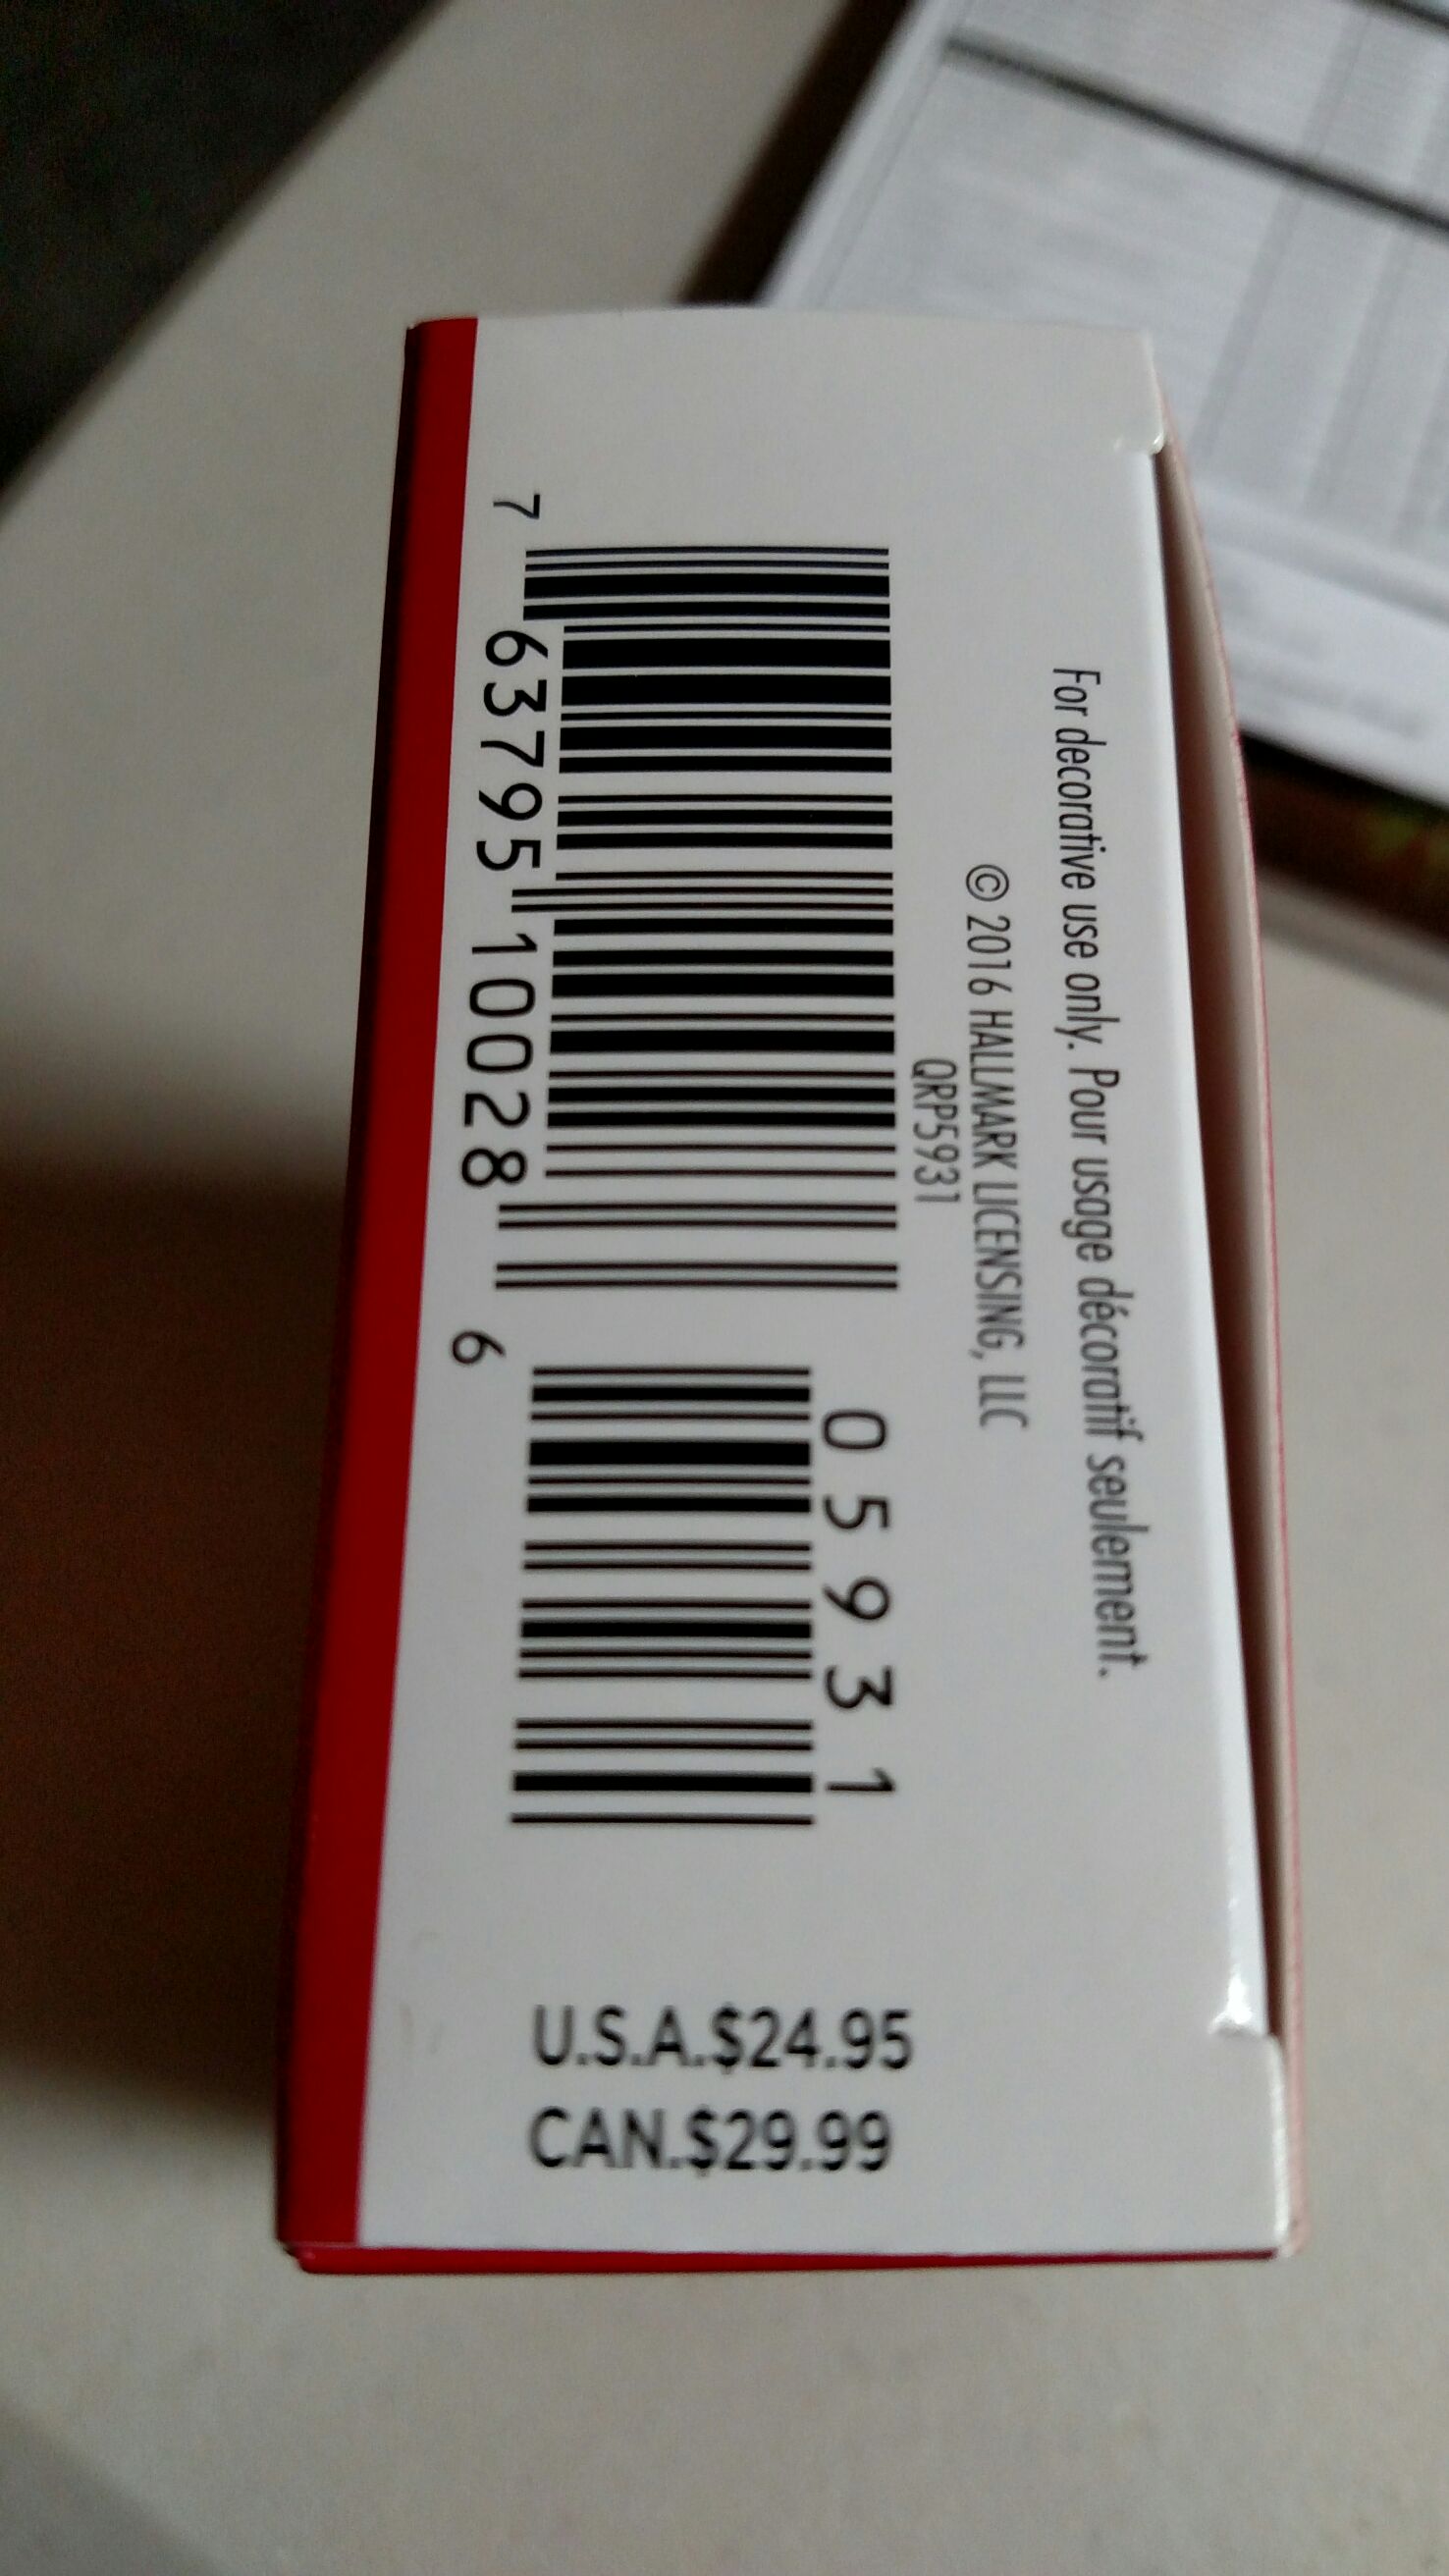 For decorative use only. Pour usage décoratif seulement.
© 2016 HALLMARK LICENSING, LLC
QRP5931
0 5 9 3 1
7 63795 10028 6
U.S.A.$24.95
CAN.$29.99